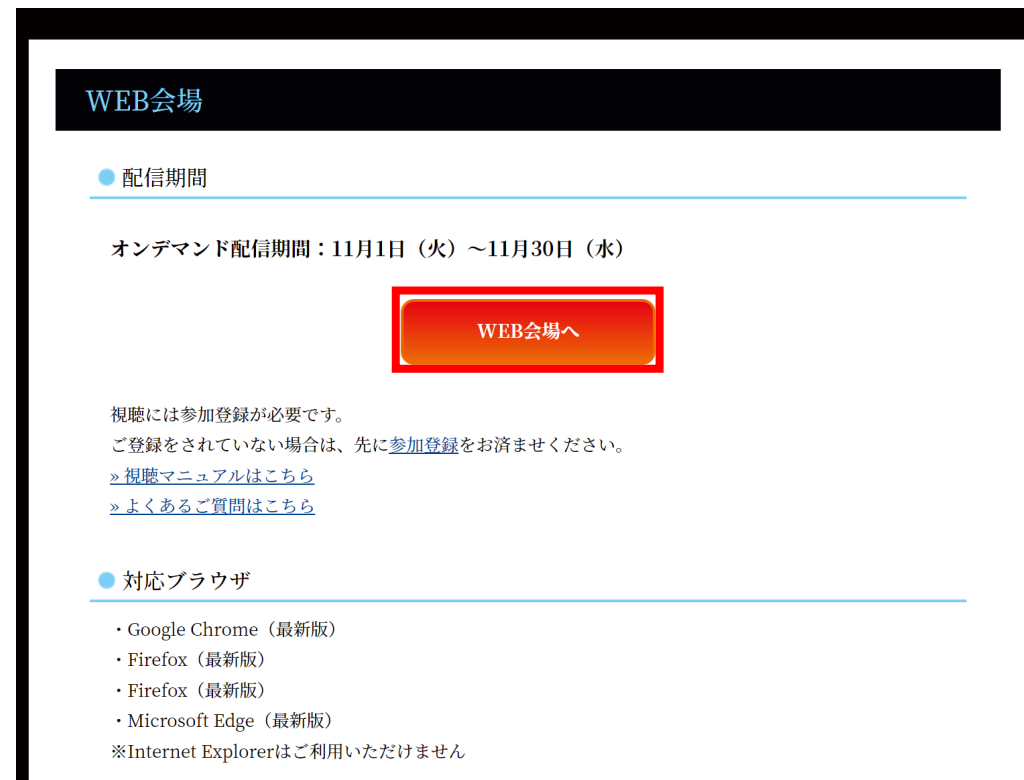 WEB会場
配信期間
オンデマンド配信期間：11月1日（火）～11月30日（水）
WEB会場へ
視聴には参加登録が必要です。
ご登録をされていない場合は、先に参加登録をお済ませください。
» 視聴マニュアルはこちら
» よくあるご質問はこちら
対応ブラウザ
・Google Chrome（最新版）
・Firefox（最新版）
・Firefox（最新版）
・Microsoft Edge（最新版）
※Internet Explorerはご利用いただけません